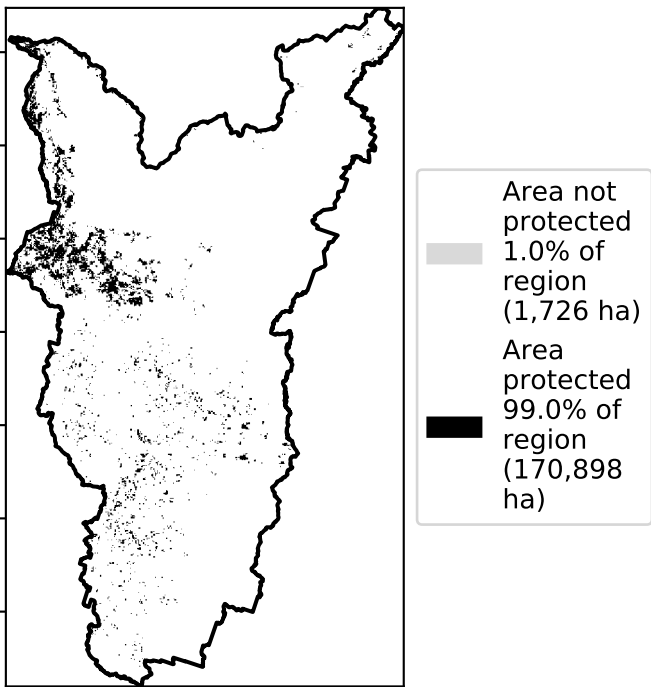 Area not
protected
1.0% of
region
(1,726 ha)
Area
protected
99.0% of
region
(170,898
ha)